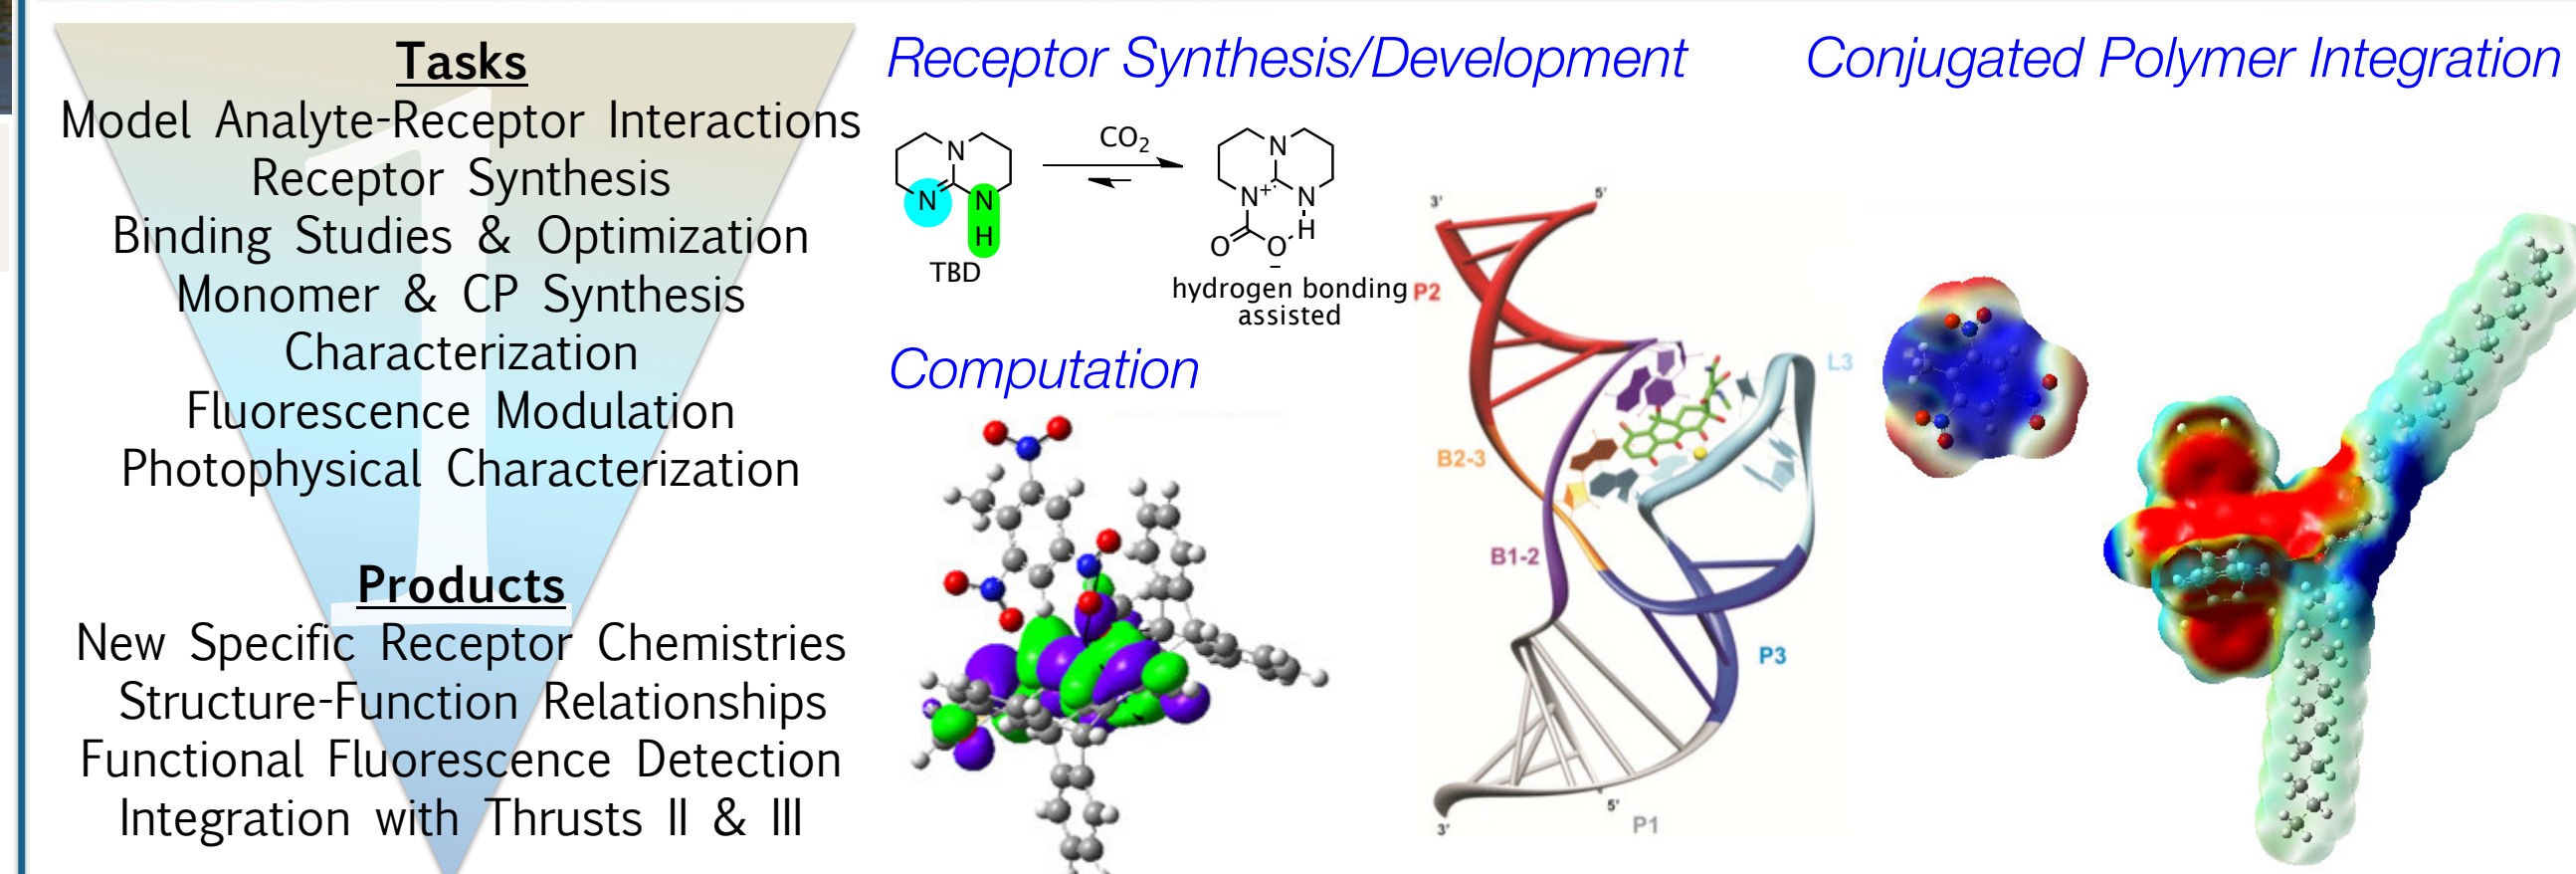 Tasks
Model Analyte-Receptor Interactions
Receptor Synthesis
Binding Studies & Optimization
Monomer & CP Synthesis
Characterization
Fluorescence Modulation
Photophysical Characterization
Products
New Specific Receptor Chemistries
Structure-Function Relationships
Functional Fluorescence Detection
Integration with Thrusts II & III
1
Receptor Synthesis/Development
N
N
N
H
TBD
CO2
N
N+
N
H
O
O
−
hydrogen bonding
assisted
Computation
3'
5'
P2
L3
B2-3
B1-2
P3
5'
3'
P1
Conjugated Polymer Integration